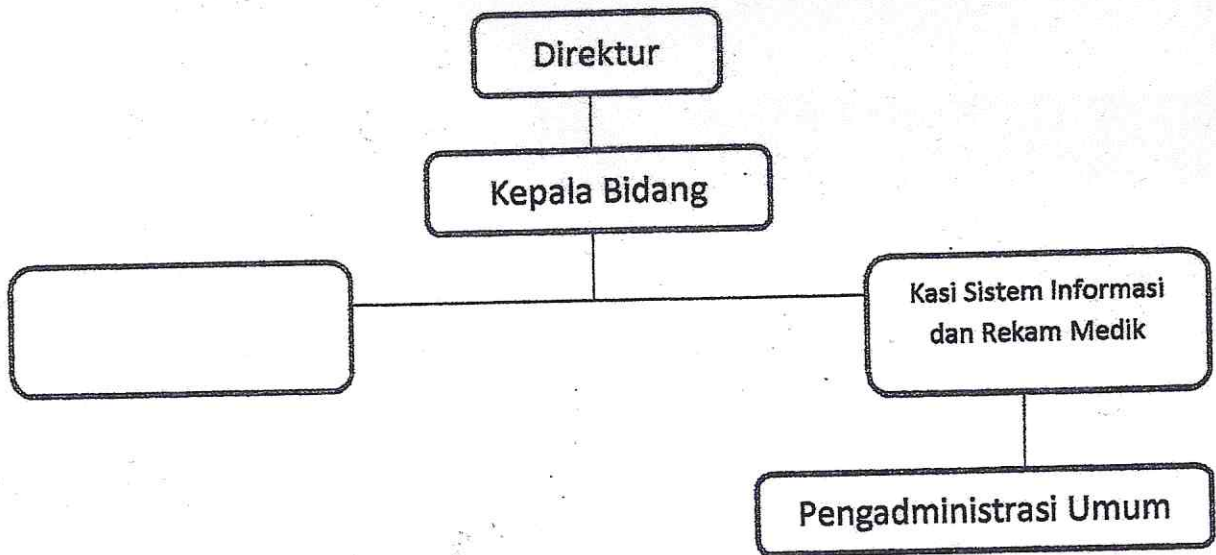 Direktur
Kepala Bidang
Kasi Sistem Informasi
dan Rekam Medik
Pengadministrasi Umum